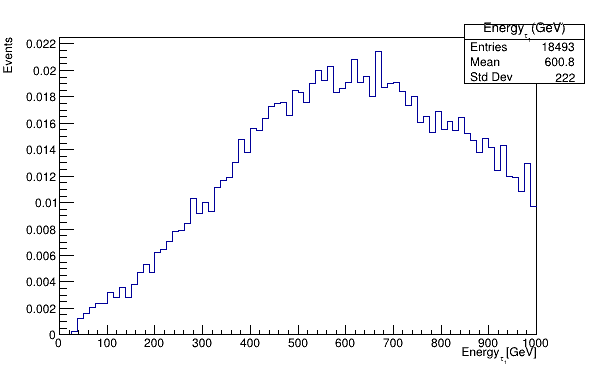 Energy_τ1 (GeV)
Entries 18493
Mean 600.8
Std Dev 222
Events
0.022
0.02
0.018
0.016
0.014
0.012
0.01
0.008
0.006
0.004
0.002
0
0 100 200 300 400 500 600 700 800 900 1000
Energy_τ1 [GeV]